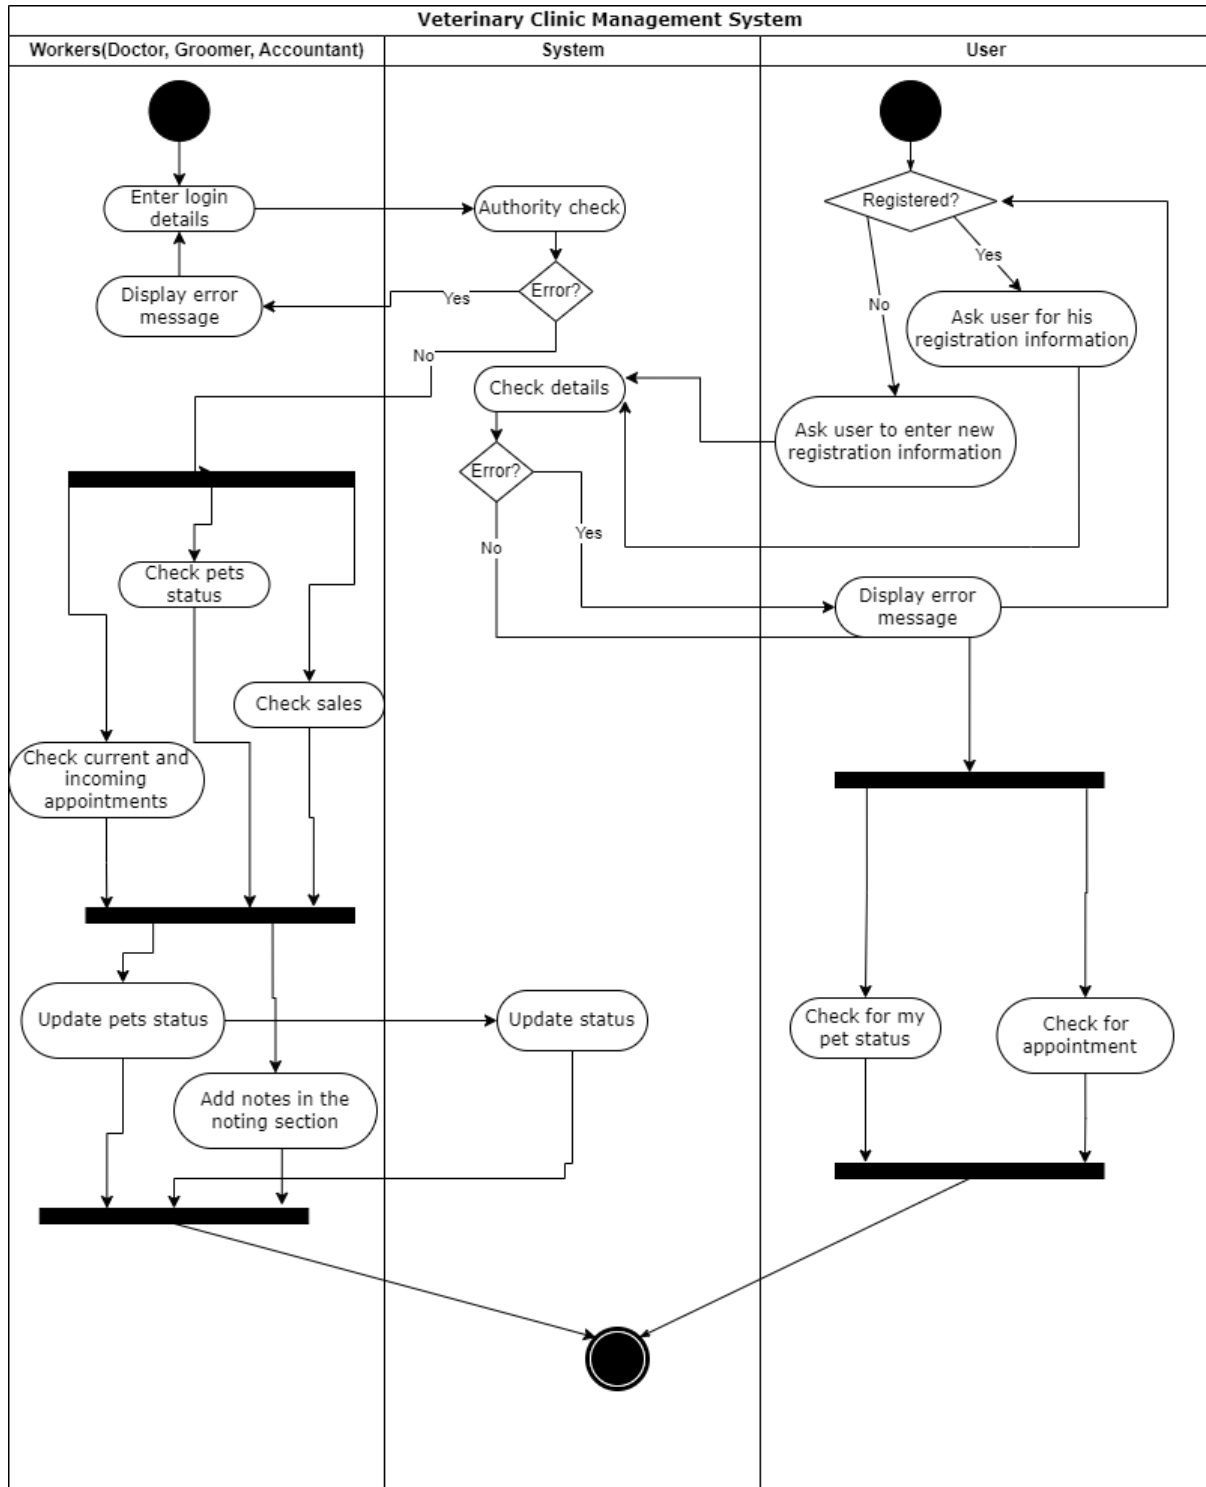 Veterinary Clinic Management System
Workers(Doctor, Groomer, Accountant)
System
User
Enter login
details
Authority check
Registered?
Yes
Display error
message
Yes
Error?
No
Ask user for his
registration information
No
Check details
Ask user to enter new
registration information
Error?
Yes
No
Check pets
status
Display error
message
Check sales
Check current and
incoming
appointments
Update pets status
Update status
Check for my
pet status
Check for
appointment
Add notes in the
noting section